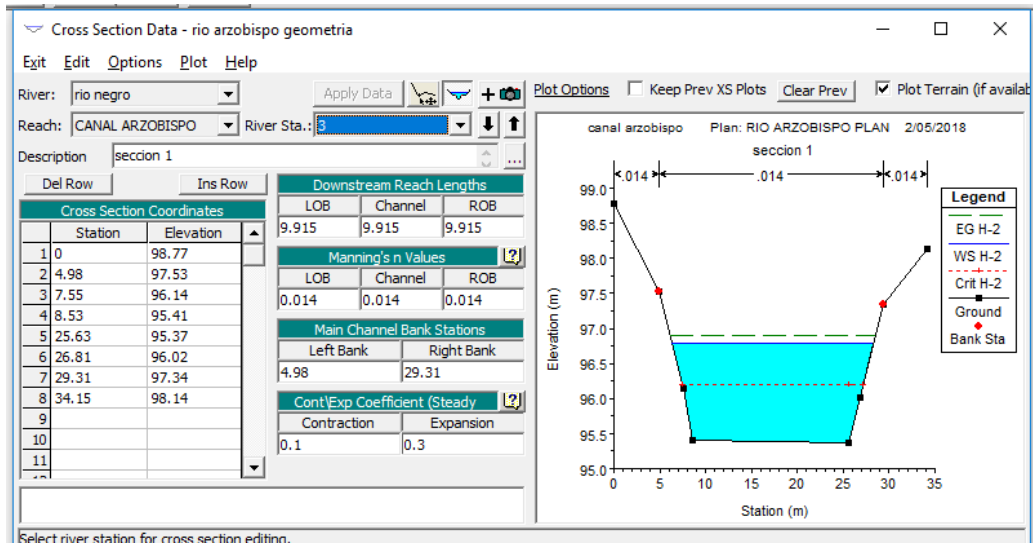 Cross Section Data - rio arzobispo geometria
Exit Edit Options Plot Help
River: rio negro Apply Data
Reach: CANAL ARZOBISPO River Sta.: 3
Description seccion 1 ...
Del Row Ins Row
Cross Section Coordinates
Station Elevation
1 0 98.77
2 4.98 97.53
3 7.55 96.14
4 8.53 95.41
5 25.63 95.37
6 26.81 96.02
7 29.31 97.34
8 34.15 98.14
9
10
11
Downstream Reach Lengths
LOB Channel ROB
9.915 9.915 9.915
Manning's n Values
LOB Channel ROB
0.014 0.014 0.014
Main Channel Bank Stations
Left Bank Right Bank
4.98 29.31
Cont\Exp Coefficient (Steady
Contraction Expansion
0.1 0.3
Select river station for cross section editing.
Plot Options Keep Prev XS Plots Clear Prev Plot Terrain (if availab
canal arzobispo Plan: RIO ARZOBISPO PLAN 2/05/2018
seccion 1
.014 .014 .014
99.0
98.5
98.0
97.5
97.0
96.5
96.0
95.5
95.0
Elevation (m)
0 5 10 15 20 25 30 35
Station (m)
Legend
EG H-2
WS H-2
Crit H-2
Ground
Bank Sta